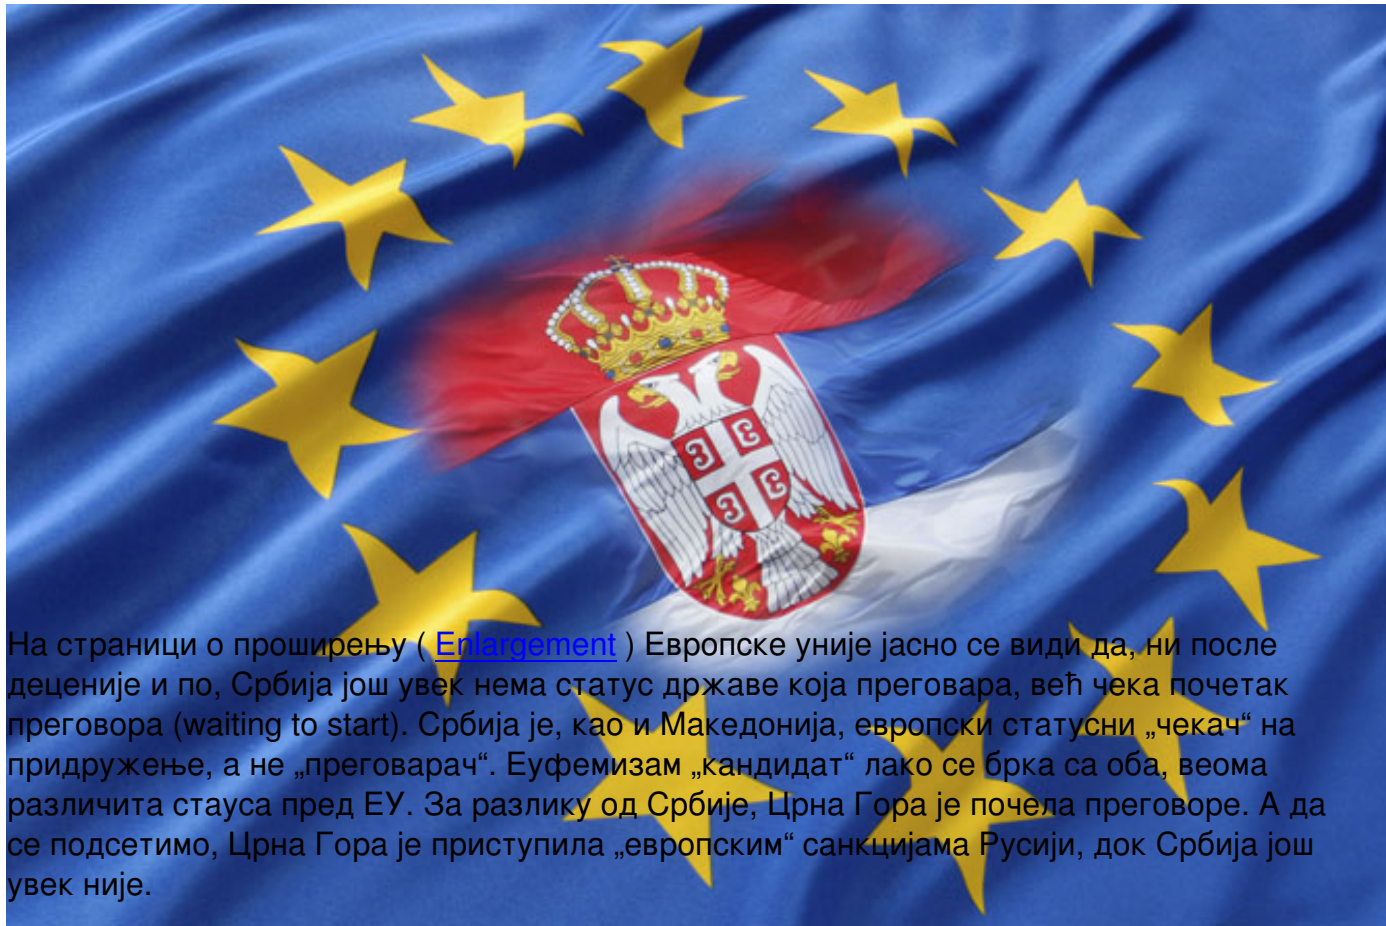 На страници о проширењу ( Enlargement ) Европске уније јасно се види да, ни после
деценије и по, Србија још увек нема статус државе која преговара, већ чека почетак
преговора (waiting to start). Србија је, као и Македонија, европски статусни „чекач“ на
придружење, а не „преговарач“. Еуфемизам „кандидат“ лако се брка са оба, веома
различита стауса пред ЕУ. За разлику од Србије, Црна Гора је почела преговоре. А да
се подсетимо, Црна Гора је приступила „европским“ санкцијама Русији, док Србија још
увек није.